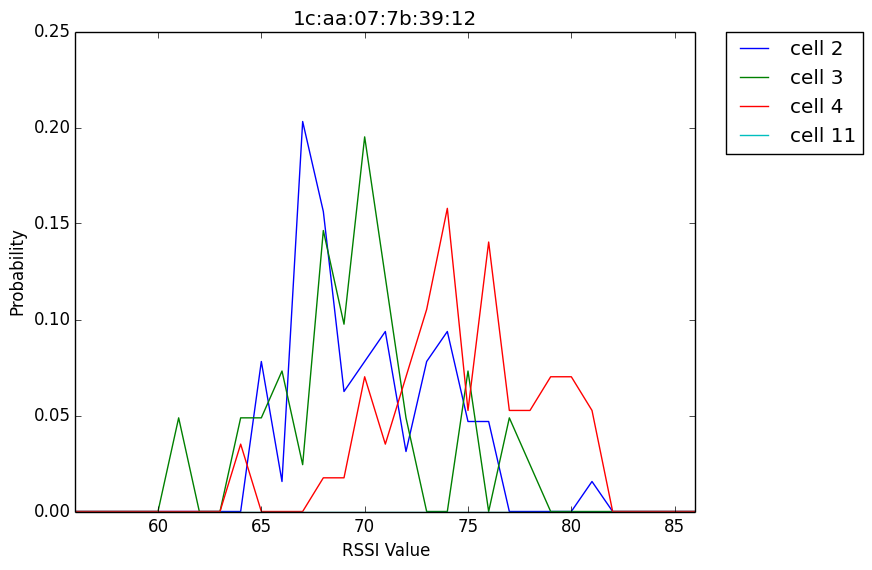 1c:aa:07:7b:39:12
0.25
0.20
0.15
0.10
0.05
0.00
Probability
60 65 70 75 80 85
RSSI Value
cell 2
cell 3
cell 4
cell 11